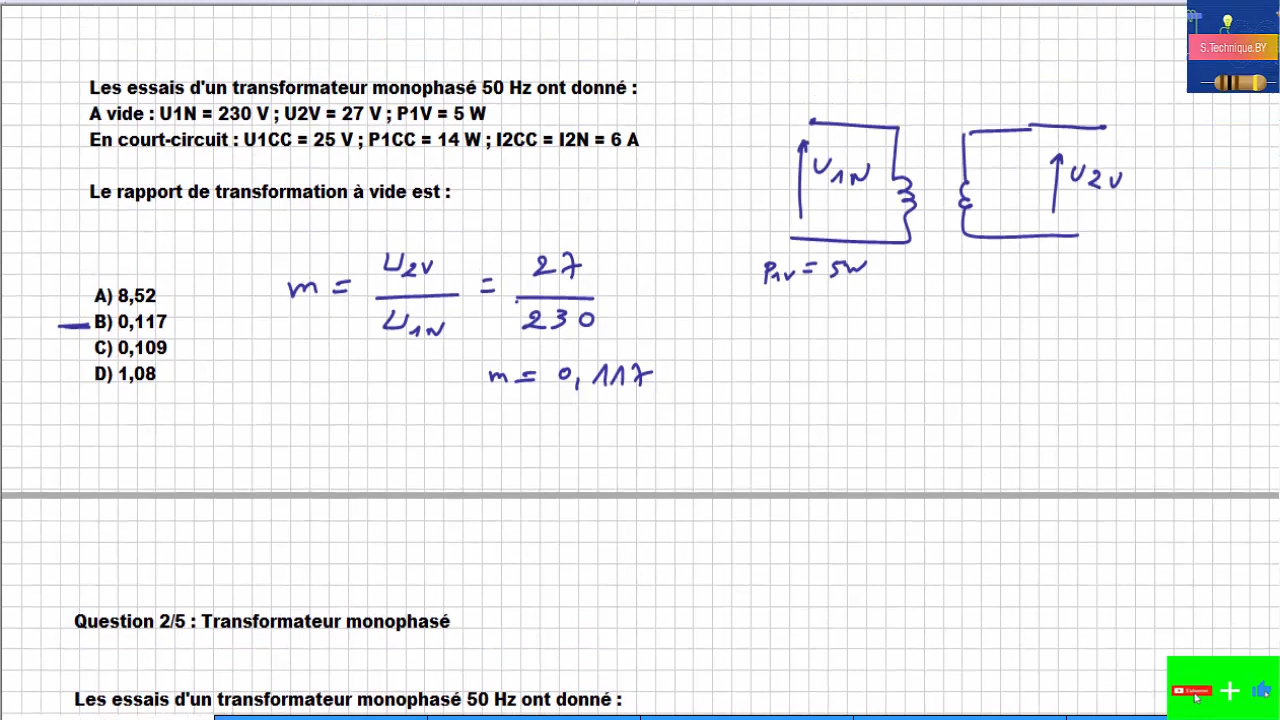 S.Technique.BY
Les essais d'un transformateur monophasé 50 Hz ont donné :
A vide : U1N = 230 V ; U2V = 27 V ; P1V = 5 W
En court-circuit : U1CC = 25 V ; P1CC = 14 W ; I2CC = I2N = 6 A
Le rapport de transformation à vide est :
U1N
U2V
P1V = 5W
m = U2V / U1N = 27 / 230
m = 0,117
A) 8,52
B) 0,117
C) 0,109
D) 1,08
Question 2/5 : Transformateur monophasé
Les essais d'un transformateur monophasé 50 Hz ont donné :